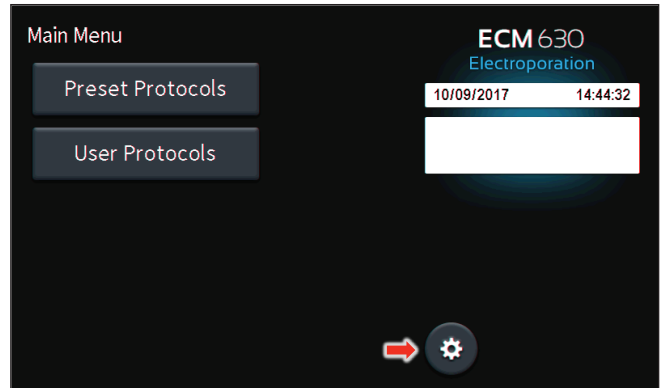 Main Menu
Preset Protocols
User Protocols
ECM 630
Electroporation
10/09/2017 14:44:32